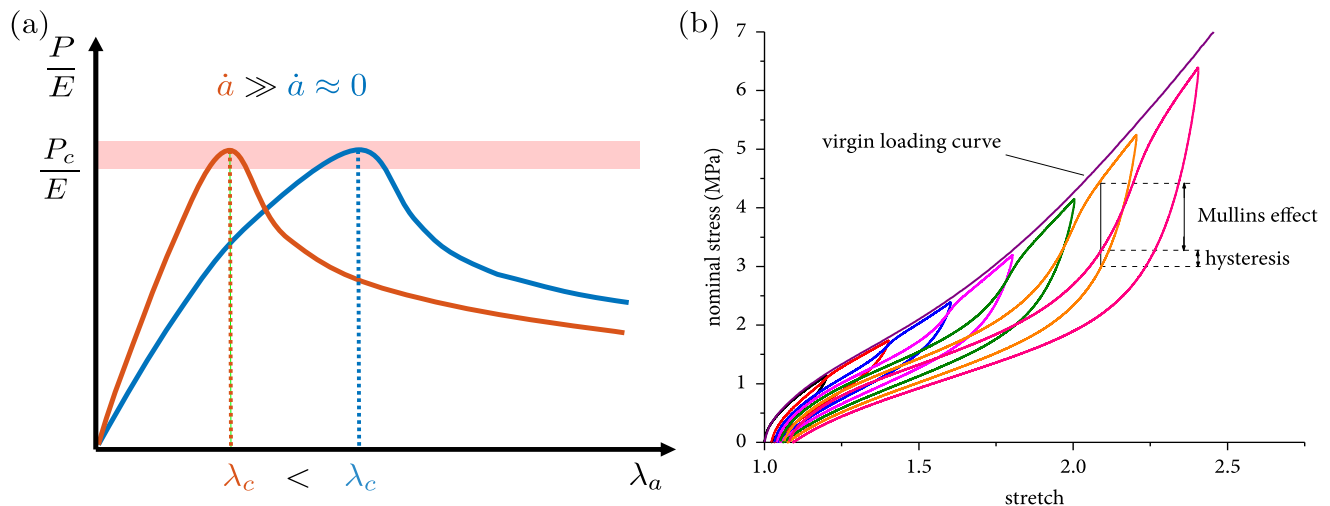 (a)
P/E
ȧ ≫ ȧ ≈ 0
P_c/E
λ_c < λ_c λ_a
(b)
7
6
5
4
3
2
1
0
nominal stress (MPa)
virgin loading curve
Mullins effect
hysteresis
1.0 1.5 2.0 2.5
stretch